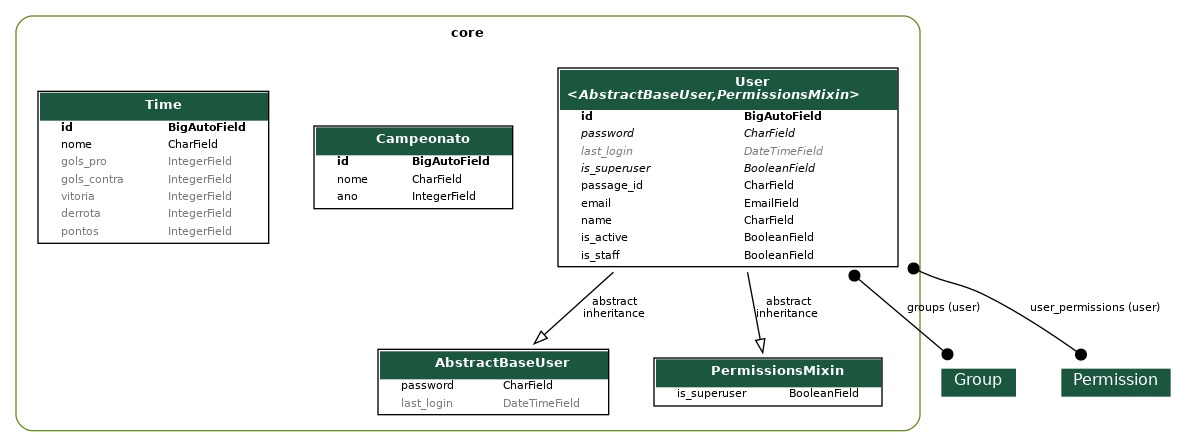 core
Time
id BigAutoField
nome CharField
gols_pro IntegerField
gols_contra IntegerField
vitoria IntegerField
derrota IntegerField
pontos IntegerField
Campeonato
id BigAutoField
nome CharField
ano IntegerField
User
<AbstractBaseUser,PermissionsMixin>
id BigAutoField
password CharField
last_login DateTimeField
is_superuser BooleanField
passage_id CharField
email EmailField
name CharField
is_active BooleanField
is_staff BooleanField
abstract
inheritance
abstract
inheritance
groups (user)
user_permissions (user)
AbstractBaseUser
password CharField
last_login DateTimeField
PermissionsMixin
is_superuser BooleanField
Group
Permission